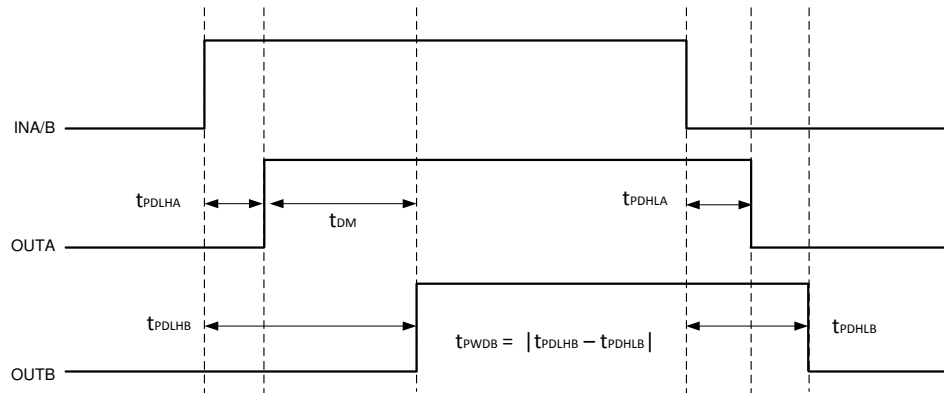 INA/B
tPDLHA
tDM
tPDHLA
OUTA
tPDLHB
tPWDB = |tPDLHB – tPDHLB|
tPDHLB
OUTB